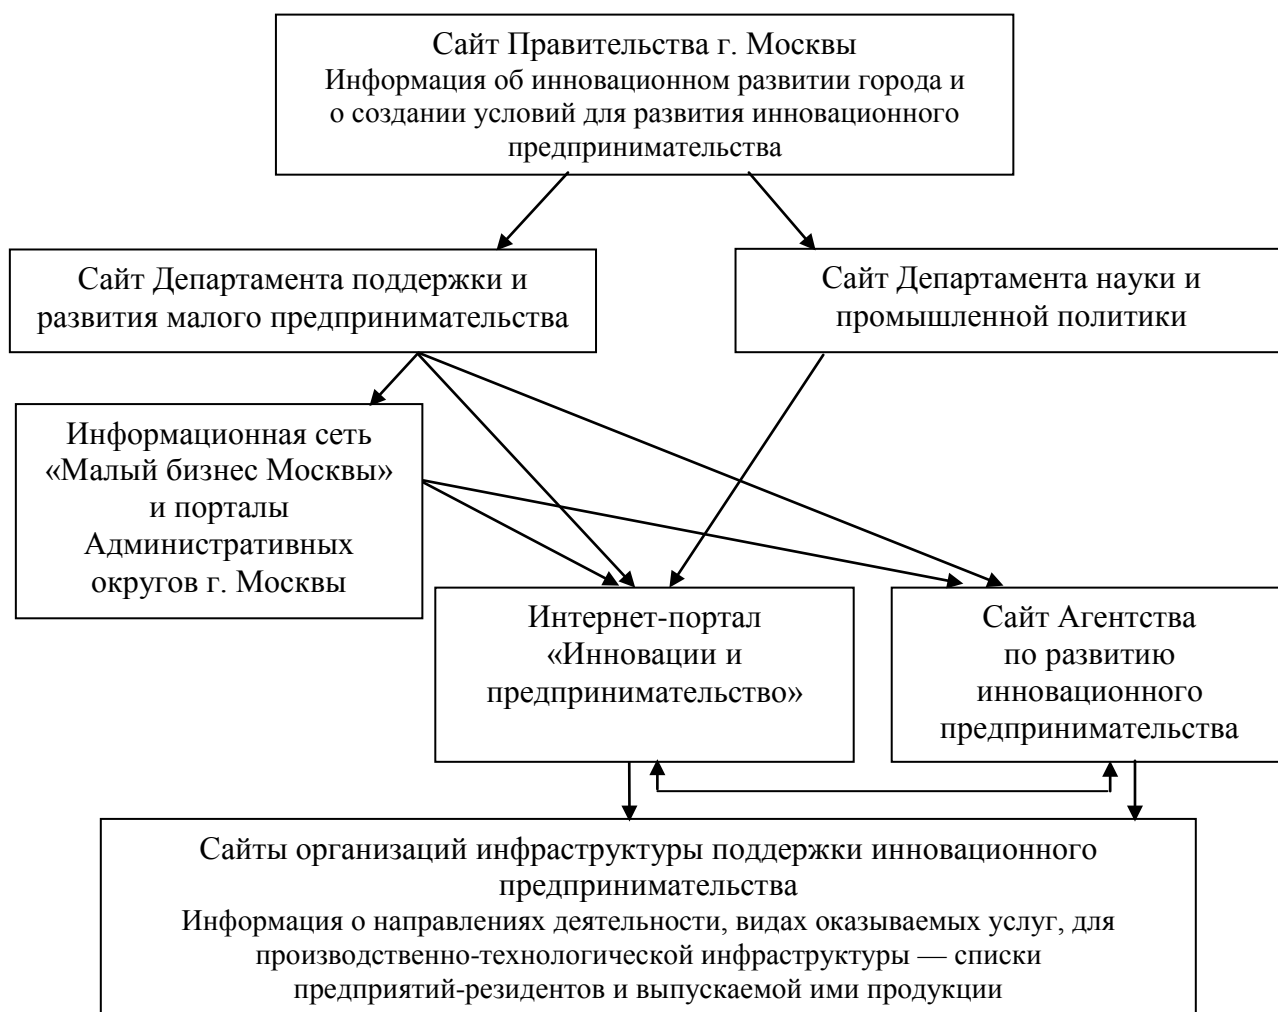 Сайт Правительства г. Москвы
Информация об инновационном развитии города и
о создании условий для развития инновационного
предпринимательства
Сайт Департамента поддержки и
развития малого предпринимательства
Сайт Департамента науки и
промышленной политики
Информационная сеть
«Малый бизнес Москвы»
и порталы
Административных
округов г. Москвы
Интернет-портал
«Инновации и
предпринимательство»
Сайт Агентства
по развитию
инновационного
предпринимательства
Сайты организаций инфраструктуры поддержки инновационного
предпринимательства
Информация о направлениях деятельности, видах оказываемых услуг, для
производственно-технологической инфраструктуры — списки
предприятий-резидентов и выпускаемой ими продукции